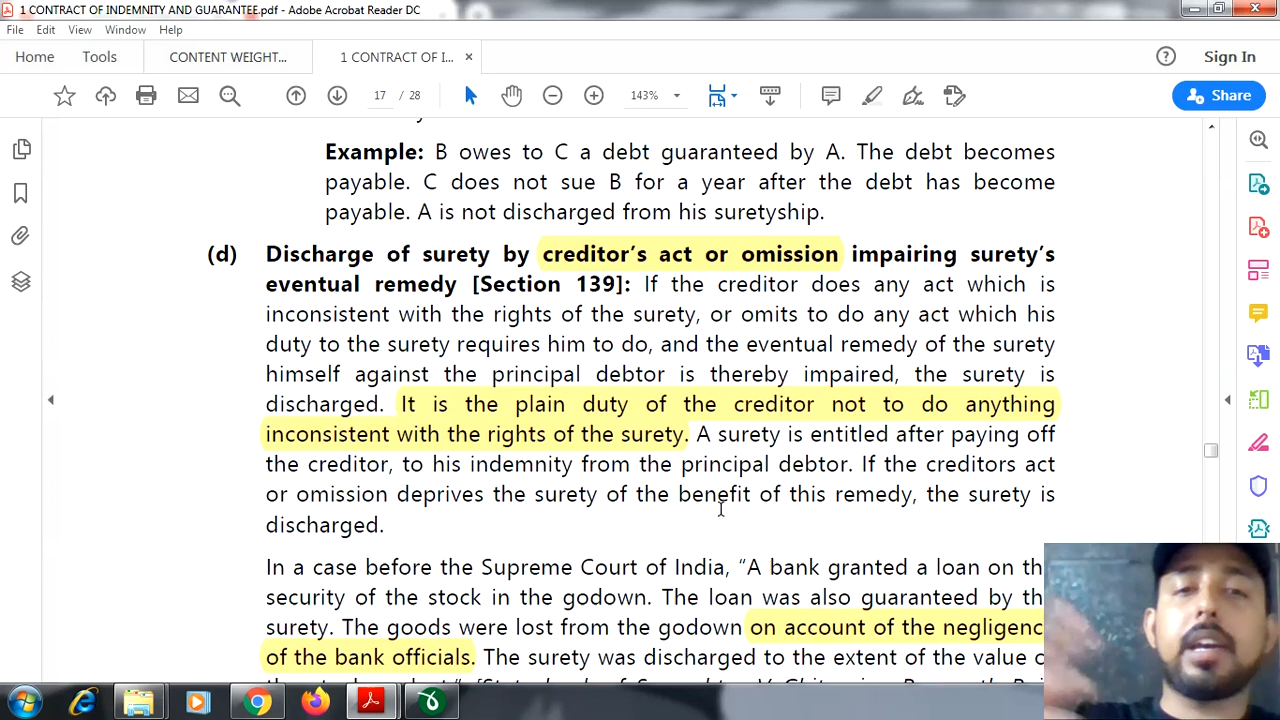 1 CONTRACT OF INDEMNITY AND GUARANTEE.pdf - Adobe Acrobat Reader DC
File Edit View Window Help
Home Tools CONTENT WEIGHT... 1 CONTRACT OF I... × Sign In
17 / 28 143% Share
Example: B owes to C a debt guaranteed by A. The debt becomes
payable. C does not sue B for a year after the debt has become
payable. A is not discharged from his suretyship.
(d) Discharge of surety by creditor's act or omission impairing surety's
eventual remedy [Section 139]: If the creditor does any act which is
inconsistent with the rights of the surety, or omits to do any act which his
duty to the surety requires him to do, and the eventual remedy of the surety
himself against the principal debtor is thereby impaired, the surety is
discharged. It is the plain duty of the creditor not to do anything
inconsistent with the rights of the surety. A surety is entitled after paying off
the creditor, to his indemnity from the principal debtor. If the creditors act
or omission deprives the surety of the benefit of this remedy, the surety is
discharged.
In a case before the Supreme Court of India, “A bank granted a loan on
security of the stock in the godown. The loan was also guaranteed by
surety. The goods were lost from the godown on account of the
of the bank officials. The surety was discharged to the extent of the value